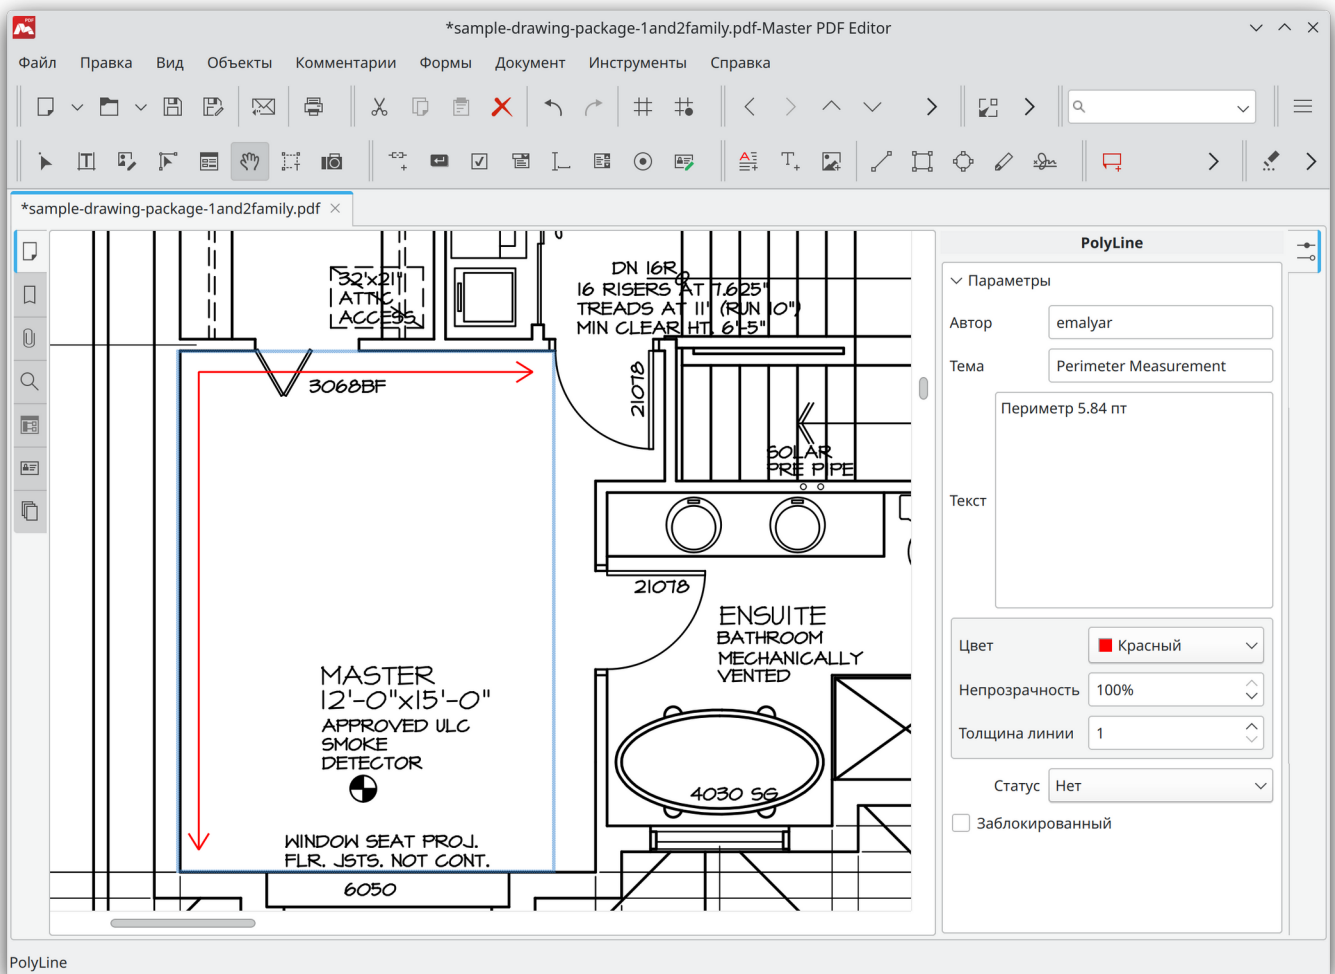 *sample-drawing-package-1and2family.pdf-Master PDF Editor
Файл Правка Вид Объекты Комментарии Формы Документ Инструменты Справка
*sample-drawing-package-1and2family.pdf
32'x21"
ATTIC
ACCESS
DN 16R
16 RISERS AT 7.625"
TREADS AT 11" (RUN 10")
MIN CLEAR HT. 6'-5"
3068BF
21078
SOLAR
PRE PIPE
21078
ENSUITE
BATHROOM
MECHANICALLY
VENTED
MASTER
12'-0"x15'-0"
APPROVED ULC
SMOKE
DETECTOR
4030 SG
WINDOW SEAT PROJ.
FLR. JSTS. NOT CONT.
6050
PolyLine
Параметры
Автор emalyar
Тема Perimeter Measurement
Текст Периметр 5.84 пт
Цвет Красный
Непрозрачность 100%
Толщина линии 1
Статус Нет
Заблокированный
PolyLine